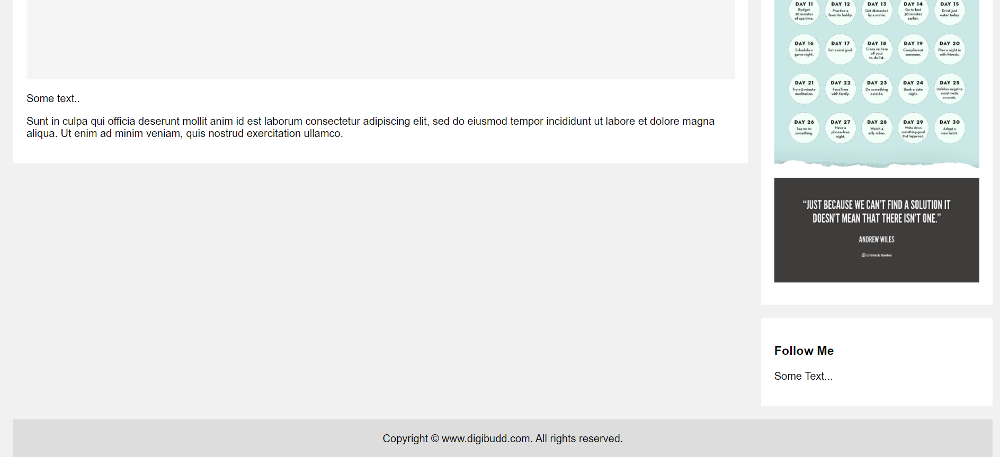 Some text..
Sunt in culpa qui officia deserunt mollit anim id est laborum consectetur adipiscing elit, sed do eiusmod tempor incididunt ut labore et dolore magna
aliqua. Ut enim ad minim veniam, quis nostrud exercitation ullamco.
DAY 11
Budget
20 minutes
of spa time.
DAY 12
Practice a
favorite hobby.
DAY 13
Get distracted
by a movie.
DAY 14
Go to bed
30 minutes
earlier.
DAY 15
Drink just
water today.
DAY 16
Schedule a
game night.
DAY 17
Set a mini goal.
DAY 18
Cross an item
off your
to-do list.
DAY 19
Compliment
someone.
DAY 20
Plan a night in
with friends.
DAY 21
Try a 5-minute
meditation.
DAY 22
FaceTime
with family.
DAY 23
Do something
outside.
DAY 24
Book a date
night.
DAY 25
Unfollow negative
social media
accounts.
DAY 26
Say no to
something.
DAY 27
Have a
phone-free
night.
DAY 28
Watch a
silly video.
DAY 29
Write down
something good
that happened.
DAY 30
Adopt a
new habit.
“JUST BECAUSE WE CAN'T FIND A SOLUTION IT
DOESN'T MEAN THAT THERE ISN'T ONE.”
ANDREW WILES
Lifehack Quotes
Follow Me
Some Text...
Copyright © www.digibudd.com. All rights reserved.